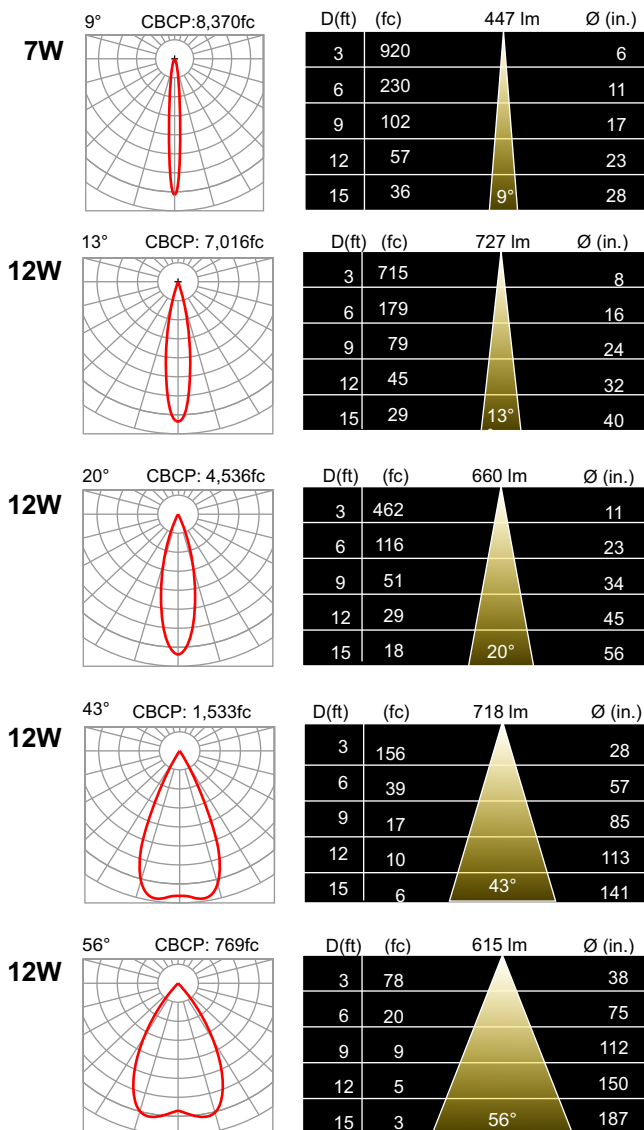 7W
9° CBCP:8,370fc D(ft) (fc) 447 lm Ø (in.)
3 920 6
6 230 11
9 102 17
12 57 23
15 36 9° 28
12W
13° CBCP: 7,016fc D(ft) (fc) 727 lm Ø (in.)
3 715 8
6 179 16
9 79 24
12 45 32
15 29 13° 40
12W
20° CBCP: 4,536fc D(ft) (fc) 660 lm Ø (in.)
3 462 11
6 116 23
9 51 34
12 29 45
15 18 20° 56
12W
43° CBCP: 1,533fc D(ft) (fc) 718 lm Ø (in.)
3 156 28
6 39 57
9 17 85
12 10 113
15 6 43° 141
12W
56° CBCP: 769fc D(ft) (fc) 615 lm Ø (in.)
3 78 38
6 20 75
9 9 112
12 5 150
15 3 56° 187